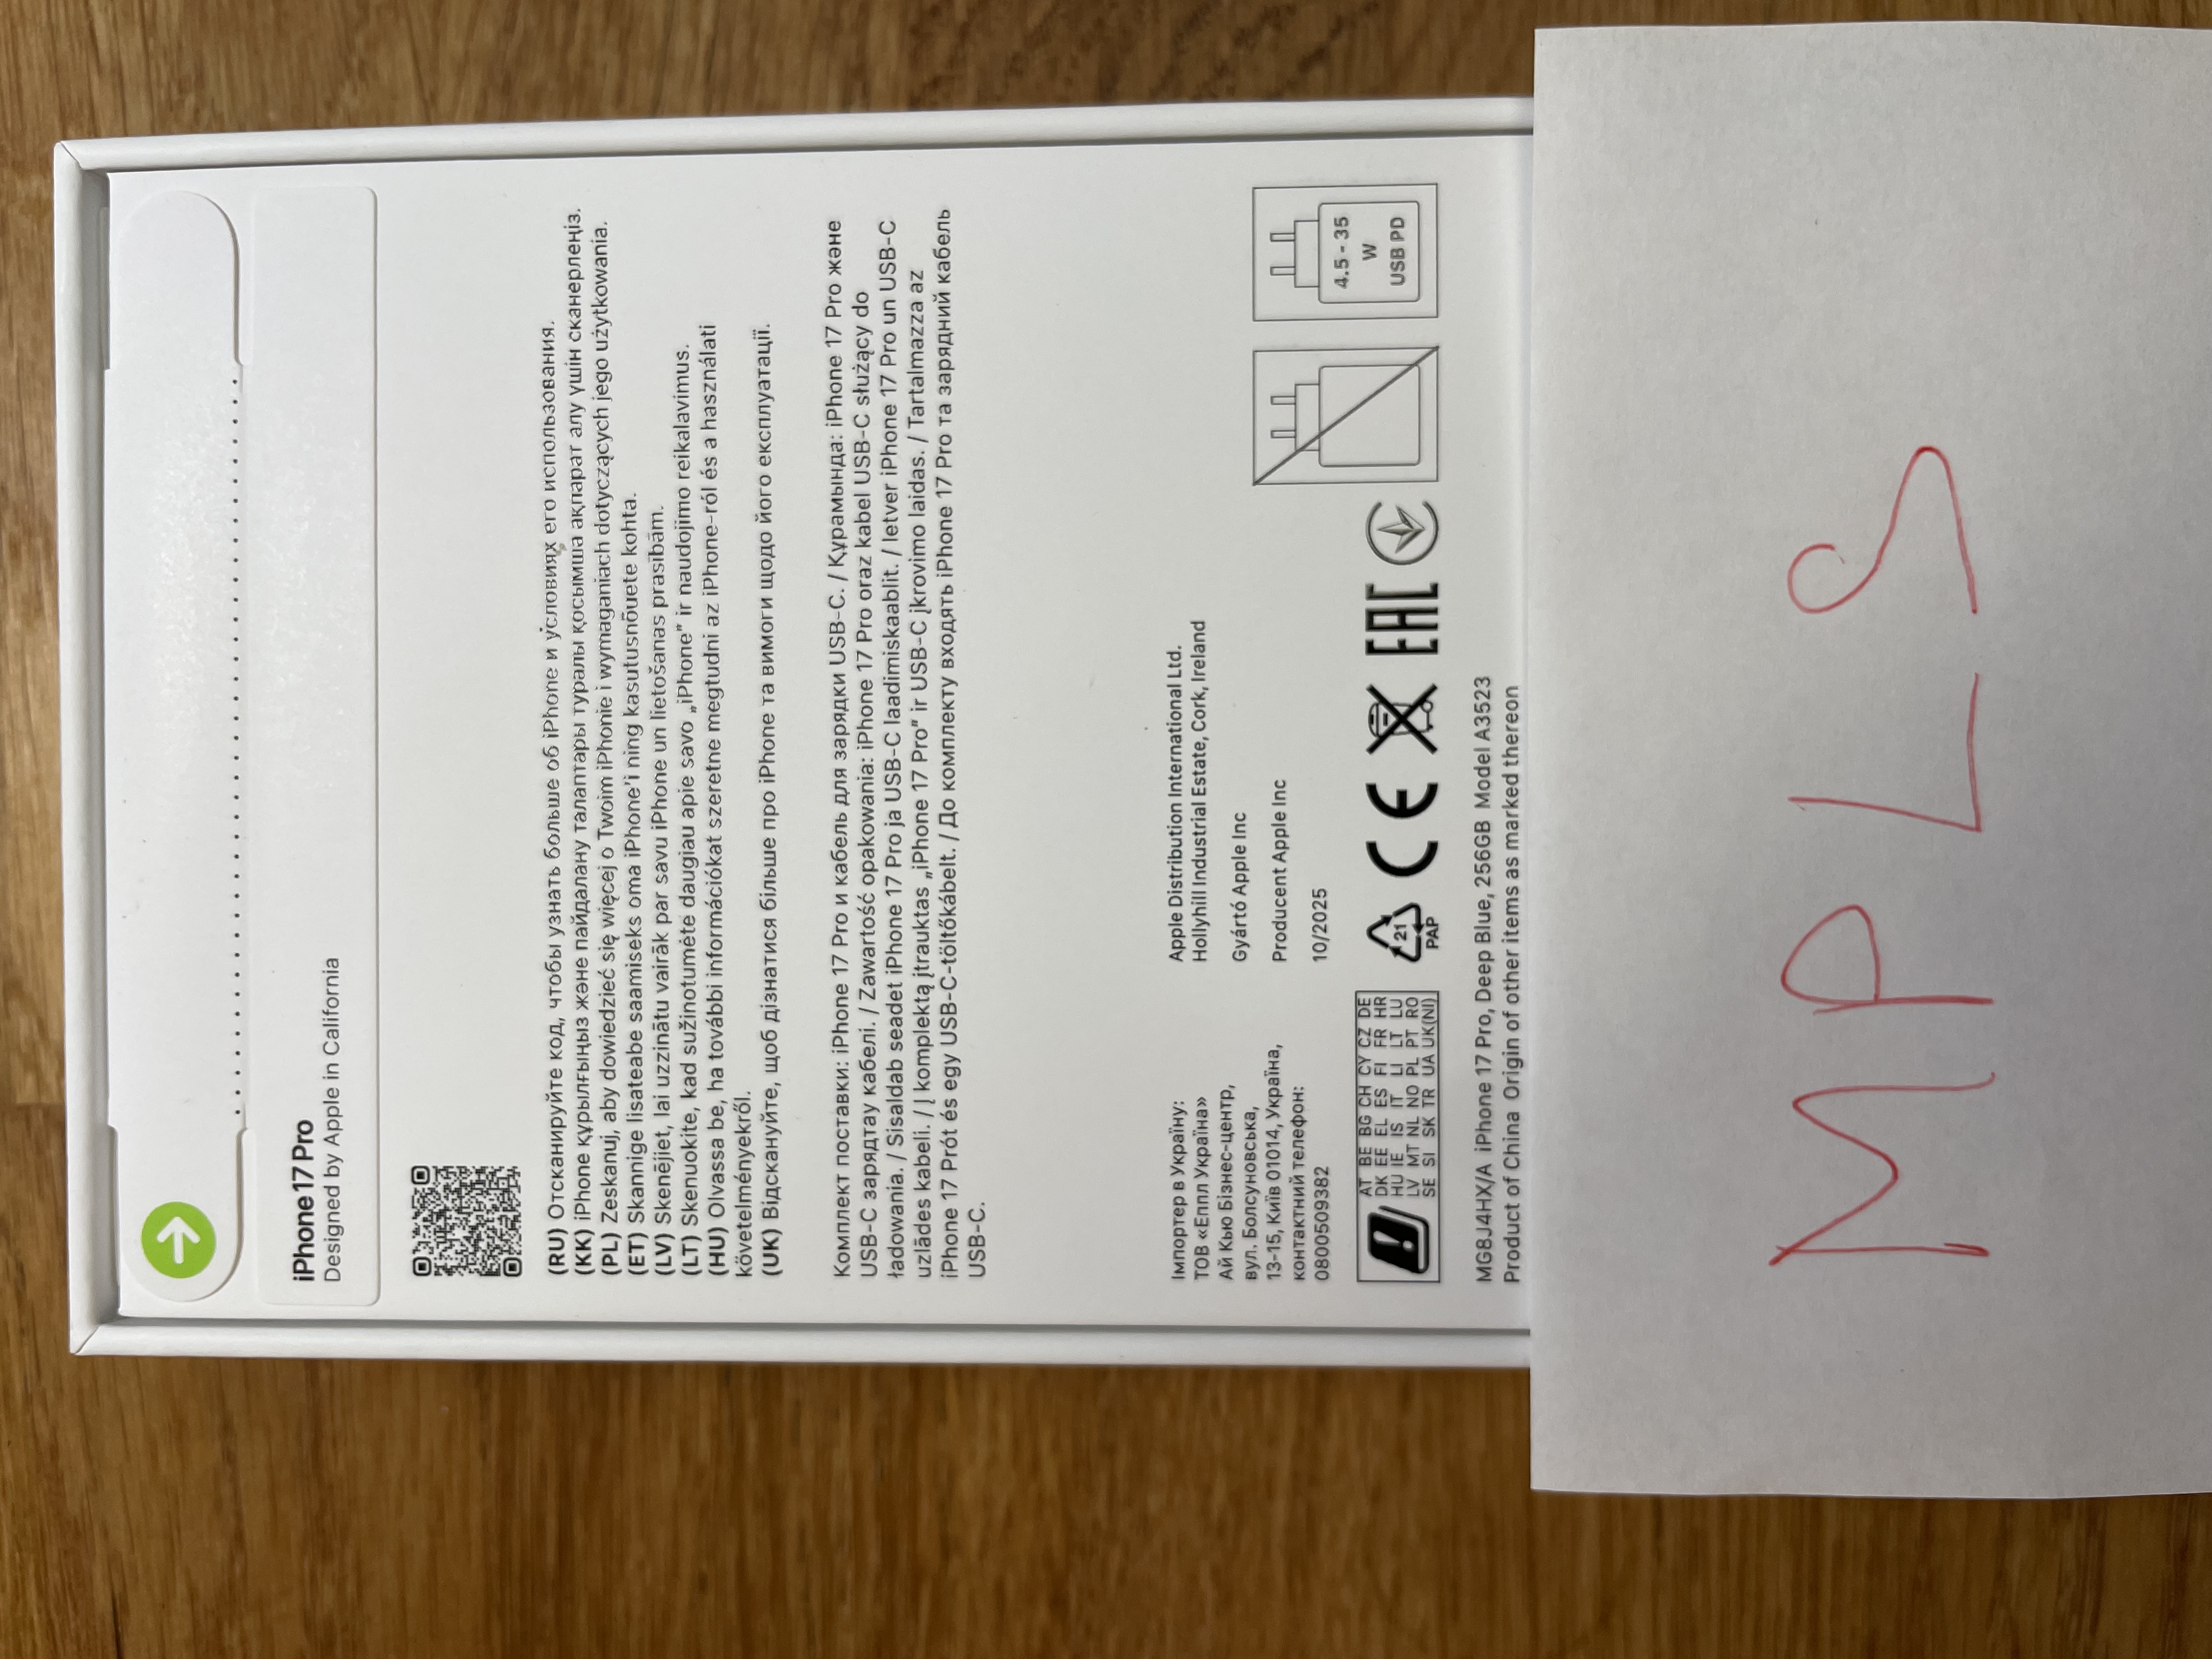 iPhone 17 Pro
Designed by Apple in California
(RU) Отсканируйте код, чтобы узнать больше об iPhone и условиях его использования.
(KK) iPhone құрылғыңыз және пайдалану талаптары туралы қосымша ақпарат алу үшін сканерлеңіз.
(PL) Zeskanuj, aby dowiedzieć się więcej o Twoim iPhonie i wymaganiach dotyczących jego użytkowania.
(ET) Skannige lisateabe saamiseks oma iPhone'i ning kasutusnõuete kohta.
(LV) Skenējiet, lai uzzinātu vairāk par savu iPhone un lietošanas prasībām.
(LT) Skenuokite, kad sužinotumėte daugiau apie savo „iPhone" ir naudojimo reikalavimus.
(HU) Olvassa be, ha további információkat szeretne megtudni az iPhone-ról és a használati
követelményekről.
(UK) Відскануйте, щоб дізнатися більше про iPhone та вимоги щодо його експлуатації.
Комплект поставки: iPhone 17 Pro и кабель для зарядки USB-C. / Құрамында: iPhone 17 Pro және
USB-C зарядтау кабелі. / Zawartość opakowania: iPhone 17 Pro oraz kabel USB-C służący do
ładowania. / Sisaldab seadet iPhone 17 Pro ja USB-C laadimiskaablit. / Ietver iPhone 17 Pro un USB-C
uzlādes kabeli. / Į komplektą įtrauktas „iPhone 17 Pro" ir USB-C įkrovimo laidas. / Tartalmazza az
iPhone 17 Prót és egy USB-C-töltőkábelt. / До комплекту входять iPhone 17 Pro та зарядний кабель
USB-C.
Імпортер в Україну:
ТОВ «Еппл Україна»
Ай Кью Бізнес-центр,
вул. Болсуновська,
13-15, Київ 01014, Україна,
контактний телефон:
0800509382
Apple Distribution International Ltd.
Hollyhill Industrial Estate, Cork, Ireland
Gyártó Apple Inc
Producent Apple Inc
10/2025
AT BE BG CH CY CZ DE
DK EE EL ES FI FR HR
HU IE IS IT LI LT LU
LV MT NL NO PL PT RO
SE SI SK TR UA UK(NI)
21
PAP
CE
EAC
4.5 - 35
W
USB PD
MG8J4HX/A iPhone 17 Pro, Deep Blue, 256GB Model A3523
Product of China Origin of other items as marked thereon
MPLS